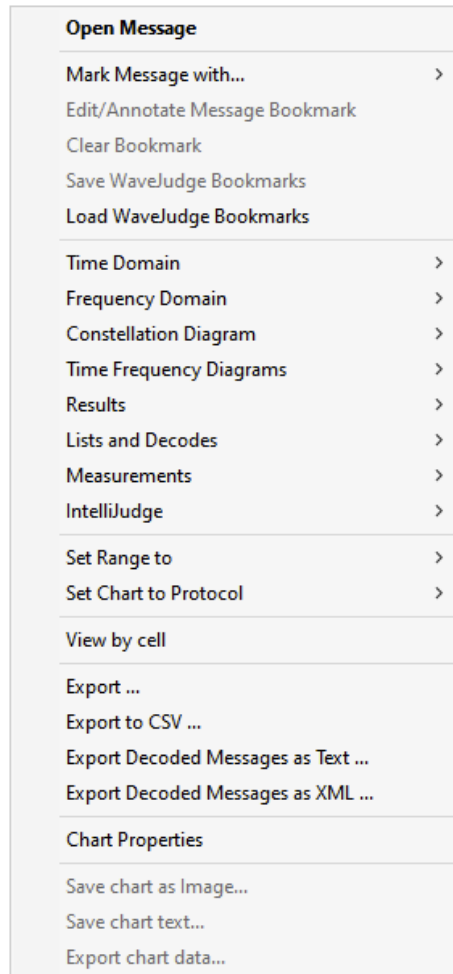 Open Message
Mark Message with...
Edit/Annotate Message Bookmark
Clear Bookmark
Save WaveJudge Bookmarks
Load WaveJudge Bookmarks
Time Domain
Frequency Domain
Constellation Diagram
Time Frequency Diagrams
Results
Lists and Decodes
Measurements
IntelliJudge
Set Range to
Set Chart to Protocol
View by cell
Export ...
Export to CSV ...
Export Decoded Messages as Text ...
Export Decoded Messages as XML ...
Chart Properties
Save chart as Image...
Save chart text...
Export chart data...